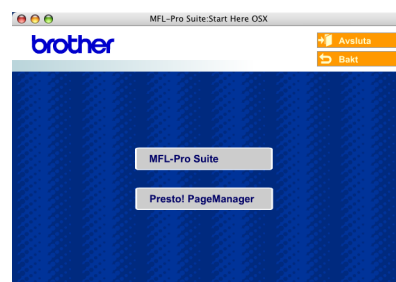 MFL-Pro Suite:Start Here OSX
brother
Avsluta
Bakt
MFL-Pro Suite
Presto! PageManager